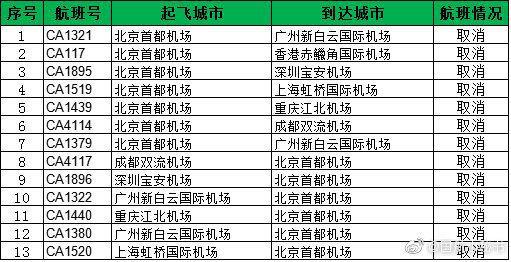 序号 航班号 起飞城市 到达城市 航班情况
1 CA1321 北京首都机场 广州新白云国际机场 取消
2 CA117 北京首都机场 香港赤鱲角国际机场 取消
3 CA1895 北京首都机场 深圳宝安机场 取消
4 CA1519 北京首都机场 上海虹桥国际机场 取消
5 CA1439 北京首都机场 重庆江北机场 取消
6 CA4114 北京首都机场 成都双流机场 取消
7 CA1379 北京首都机场 广州新白云国际机场 取消
8 CA4117 成都双流机场 北京首都机场 取消
9 CA1896 深圳宝安机场 北京首都机场 取消
10 CA1322 广州新白云国际机场 北京首都机场 取消
11 CA1440 重庆江北机场 北京首都机场 取消
12 CA1380 广州新白云国际机场 北京首都机场 取消
13 CA1520 上海虹桥国际机场 北京首都机场 取消